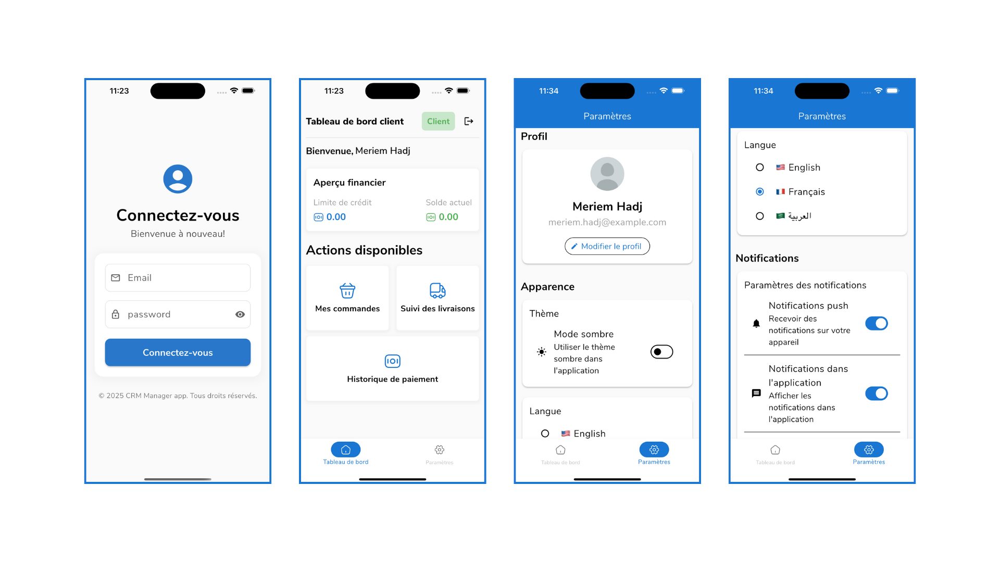 11:23
Connectez-vous
Bienvenue à nouveau!
Email
password
Connectez-vous
© 2025 CRM Manager app. Tous droits réservés.
11:23
Tableau de bord client
Client
Bienvenue, Meriem Hadj
Aperçu financier
Limite de crédit
Solde actuel
0.00
0.00
Actions disponibles
Mes commandes
Suivi des livraisons
Historique de paiement
Tableau de bord
Paramètres
11:34
Paramètres
Profil
Meriem Hadj
meriem.hadj@example.com
Modifier le profil
Apparence
Thème
Mode sombre
Utiliser le thème
sombre dans
l'application
Langue
English
Tableau de bord
Paramètres
11:34
Paramètres
Langue
English
Français
العربية
Notifications
Paramètres des notifications
Notifications push
Recevoir des
notifications sur votre
appareil
Notifications dans
l'application
Afficher les
notifications dans
l'application
Tableau de bord
Paramètres